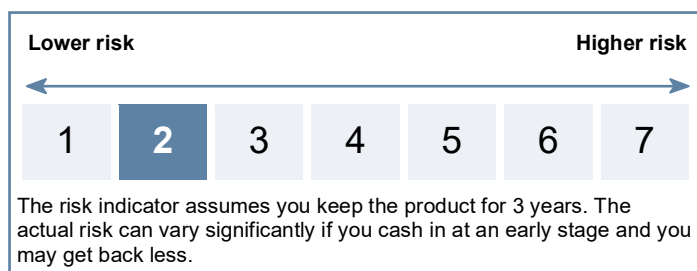 Lower risk Higher risk
1 2 3 4 5 6 7
The risk indicator assumes you keep the product for 3 years. The
actual risk can vary significantly if you cash in at an early stage and you
may get back less.